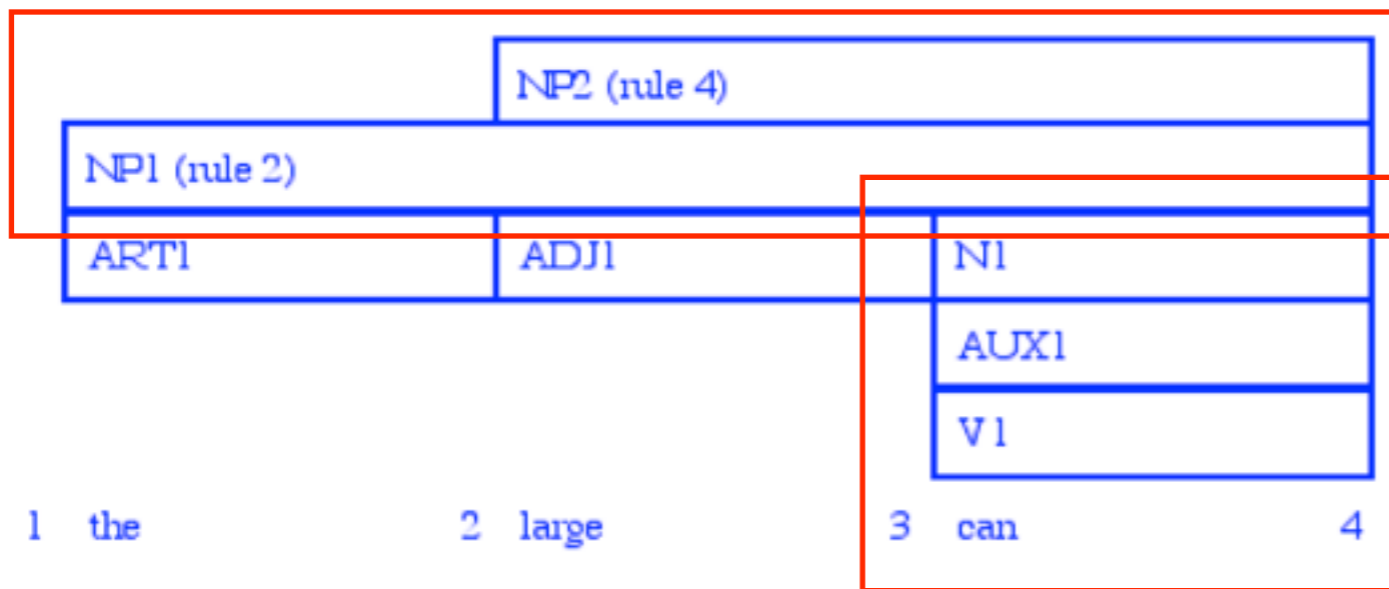 NP2 (rule 4)
NP1 (rule 2)
ART1 ADJ1 N1
AUX1
V1
1 the 2 large 3 can 4